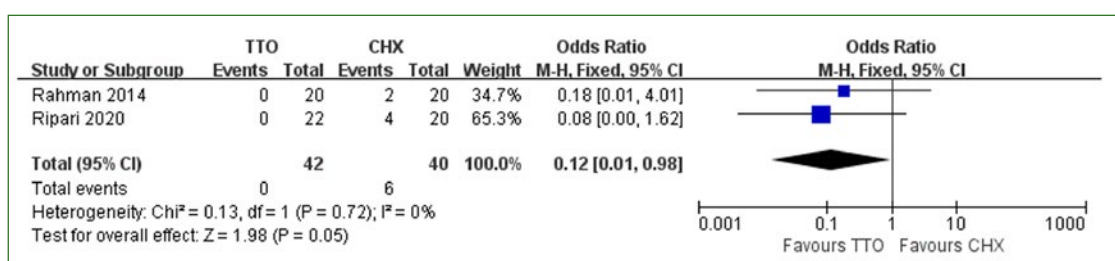 TTO CHX Odds Ratio Odds Ratio
Study or Subgroup Events Total Events Total Weight M-H, Fixed, 95% CI M-H, Fixed, 95% CI
Rahman 2014 0 20 2 20 34.7% 0.18 [0.01, 4.01]
Ripari 2020 0 22 4 20 65.3% 0.08 [0.00, 1.62]
Total (95% CI) 42 40 100.0% 0.12 [0.01, 0.98]
Total events 0 6
Heterogeneity: Chi² = 0.13, df = 1 (P = 0.72); I² = 0%
Test for overall effect: Z = 1.98 (P = 0.05)
0.001 0.1 1 10 1000
Favours TTO Favours CHX